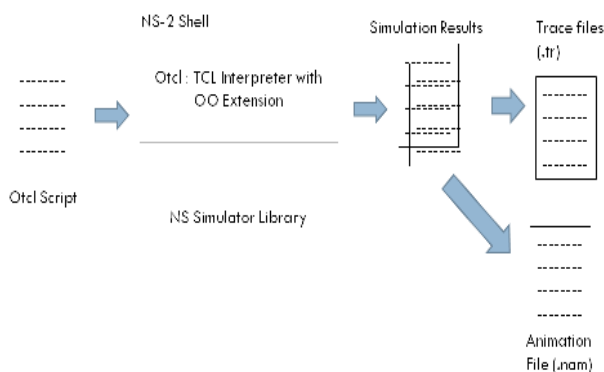 NS-2 Shell
Otcl : TCL Interpreter with
OO Extension
NS Simulator Library
Otcl Script
Simulation Results
Trace files
(.tr)
Animation
File (.nam)